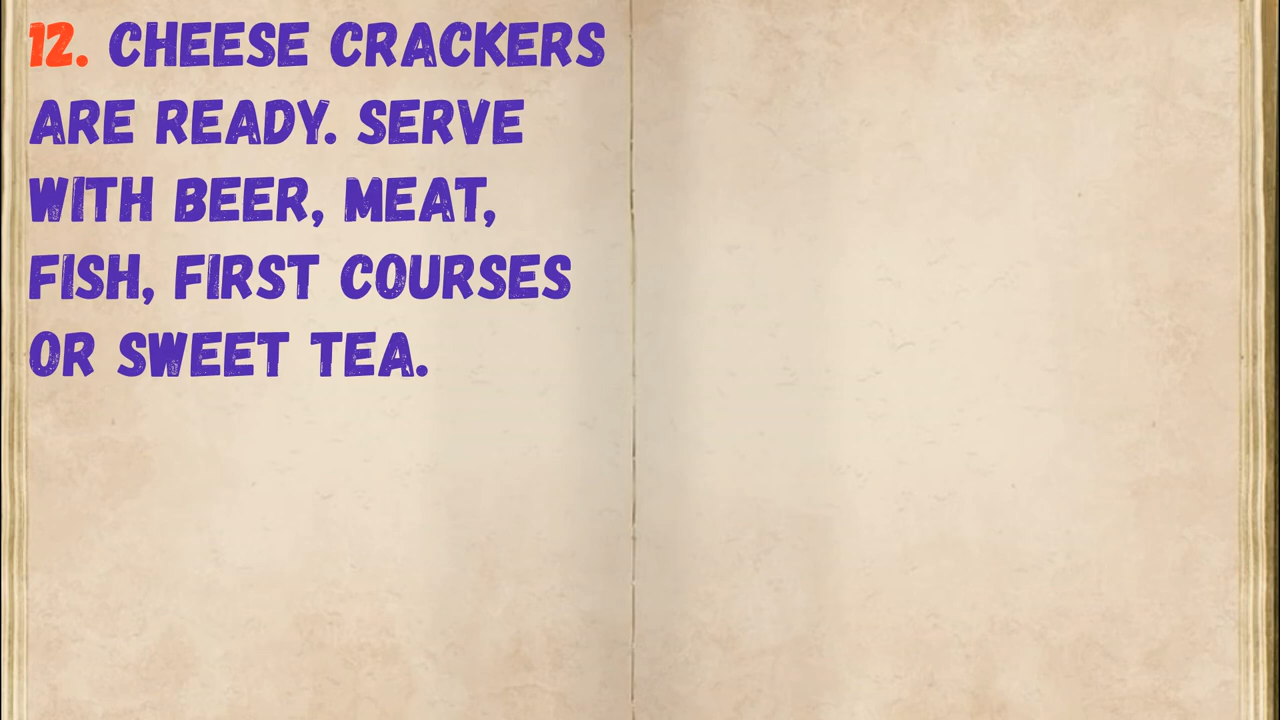 12. CHEESE CRACKERS
ARE READY. SERVE
WITH BEER, MEAT,
FISH, FIRST COURSES
OR SWEET TEA.